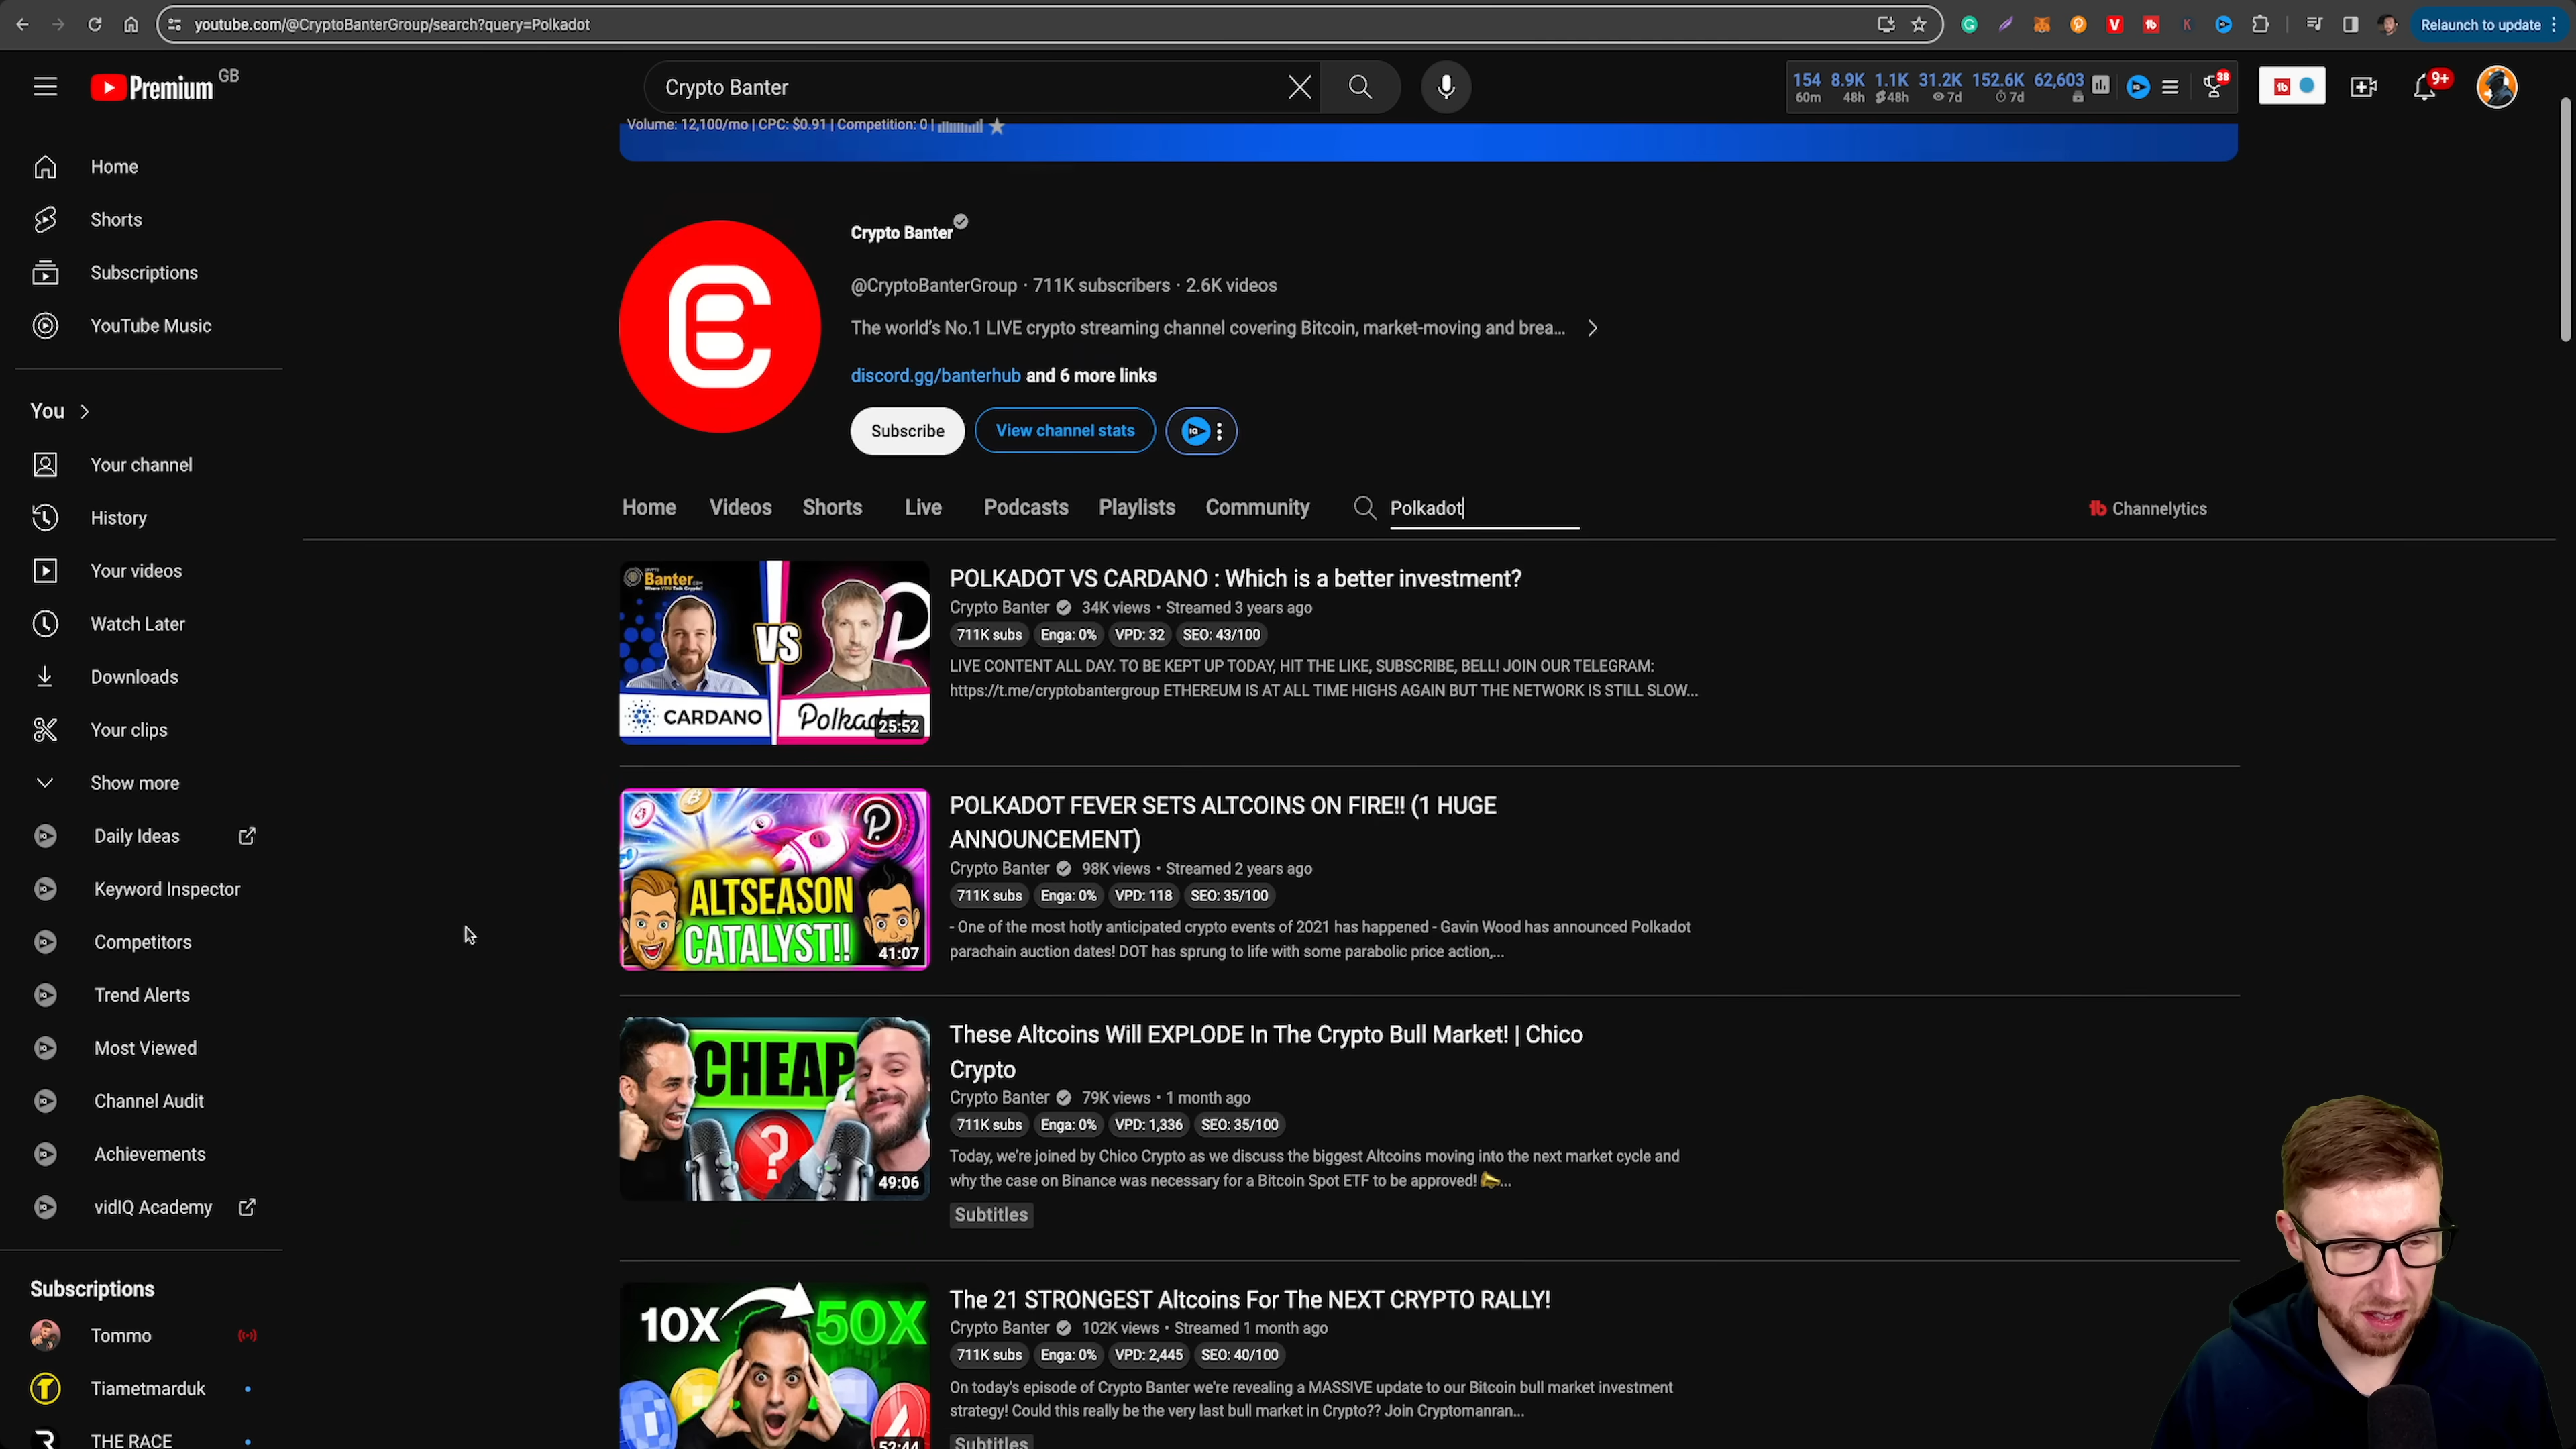 youtube.com/@CryptoBanterGroup/search?query=Polkadot
Relaunch to update
Premium GB
Crypto Banter
154 8.9K 1.1K 31.2K 152.6K 62,603
60m 48h 48h 7d 7d
38
9+
Volume: 12,100/mo | CPC: $0.91 | Competition: 0 |
Home
Shorts
Subscriptions
YouTube Music
You
Your channel
History
Your videos
Watch Later
Downloads
Your clips
Show more
Daily Ideas
Keyword Inspector
Competitors
Trend Alerts
Most Viewed
Channel Audit
Achievements
vidIQ Academy
Subscriptions
Tommo
Tiametmarduk
THE RACE
Crypto Banter
@CryptoBanterGroup · 711K subscribers · 2.6K videos
The world's No.1 LIVE crypto streaming channel covering Bitcoin, market-moving and brea...
discord.gg/banterhub and 6 more links
Subscribe View channel stats
Home Videos Shorts Live Podcasts Playlists Community Polkadot Channelytics
Banter
VS
CARDANO
25:52
POLKADOT VS CARDANO : Which is a better investment?
Crypto Banter 34K views • Streamed 3 years ago
711K subs Enga: 0% VPD: 32 SEO: 43/100
LIVE CONTENT ALL DAY. TO BE KEPT UP TODAY, HIT THE LIKE, SUBSCRIBE, BELL! JOIN OUR TELEGRAM:
https://t.me/cryptobantergroup ETHEREUM IS AT ALL TIME HIGHS AGAIN BUT THE NETWORK IS STILL SLOW...
ALTSEASON
CATALYST!!
41:07
POLKADOT FEVER SETS ALTCOINS ON FIRE!! (1 HUGE
ANNOUNCEMENT)
Crypto Banter 98K views • Streamed 2 years ago
711K subs Enga: 0% VPD: 118 SEO: 35/100
- One of the most hotly anticipated crypto events of 2021 has happened - Gavin Wood has announced Polkadot
parachain auction dates! DOT has sprung to life with some parabolic price action,...
CHEAP
?
49:06
These Altcoins Will EXPLODE In The Crypto Bull Market! | Chico
Crypto
Crypto Banter 79K views • 1 month ago
711K subs Enga: 0% VPD: 1,336 SEO: 35/100
Today, we're joined by Chico Crypto as we discuss the biggest Altcoins moving into the next market cycle and
why the case on Binance was necessary for a Bitcoin Spot ETF to be approved! ...
Subtitles
10X 50X
52:44
The 21 STRONGEST Altcoins For The NEXT CRYPTO RALLY!
Crypto Banter 102K views • Streamed 1 month ago
711K subs Enga: 0% VPD: 2,445 SEO: 40/100
On today's episode of Crypto Banter we're revealing a MASSIVE update to our Bitcoin bull market investment
strategy! Could this really be the very last bull market in Crypto?? Join Cryptomanran...
Subtitles